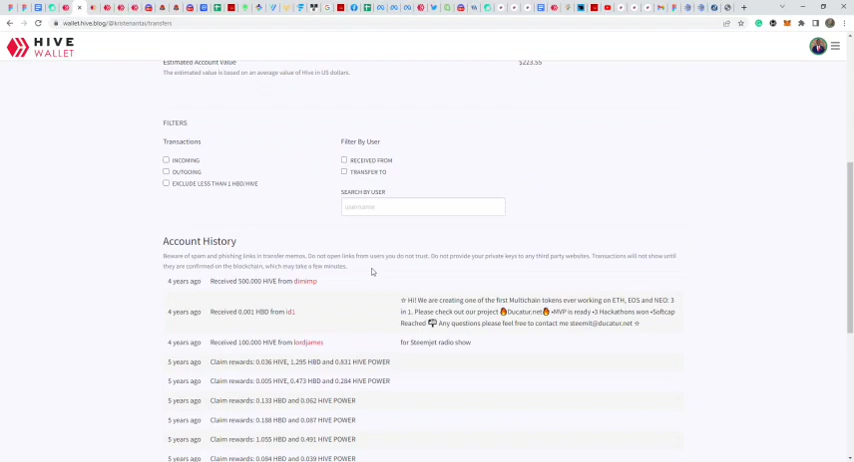 wallet.hive.blog/@kristenantai/transfers
HIVE
WALLET
Estimated Account Value $223.55
The estimated value is based on an average value of Hive in US dollars.
FILTERS
Transactions
Filter By User
INCOMING
RECEIVED FROM
OUTGOING
TRANSFER TO
EXCLUDE LESS THAN 1 HBD/HIVE
SEARCH BY USER
username
Account History
Beware of spam and phishing links in transfer memos. Do not open links from users you do not trust. Do not provide your private keys to any third party websites. Transactions will not show until
they are confirmed on the blockchain, which may take a few minutes.
4 years ago Received 500.000 HIVE from dimimp
☆ Hi! We are creating one of the first Multichain tokens ever working on ETH, EOS and NEO. 3
4 years ago Received 0.001 HBD from id1 in 1. Please check out our project 🔥Ducatur.net🔥 •MVP is ready •3 Hackathons won •Softcap
Reached Any questions please feel free to contact me steemit@ducatur.net ☆
4 years ago Received 100.000 HIVE from lordjames for Steemjet radio show
5 years ago Claim rewards: 0.036 HIVE, 1.295 HBD and 0.831 HIVE POWER
5 years ago Claim rewards: 0.005 HIVE, 0.473 HBD and 0.284 HIVE POWER
5 years ago Claim rewards: 0.133 HBD and 0.062 HIVE POWER
5 years ago Claim rewards: 0.188 HBD and 0.087 HIVE POWER
5 years ago Claim rewards: 1.055 HBD and 0.491 HIVE POWER
5 years ago Claim rewards: 0.084 HBD and 0.039 HIVE POWER